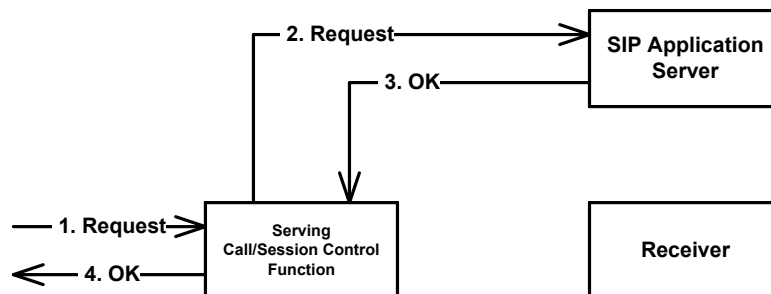 2. Request
SIP Application
Server
3. OK
1. Request
Serving
Call/Session Control
Function
Receiver
4. OK